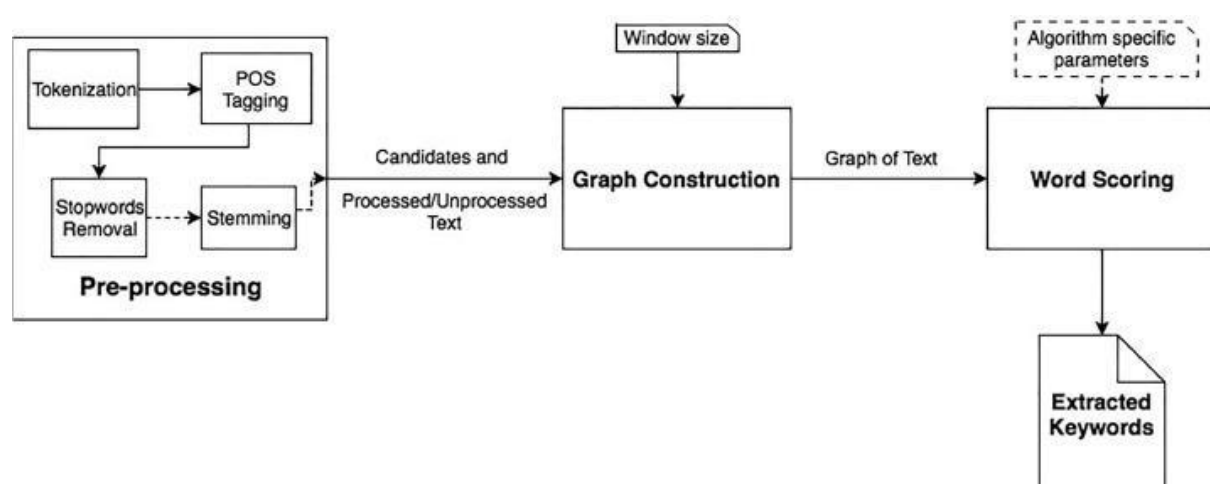 Tokenization
POS
Tagging
Stopwords
Removal
Stemming
Pre-processing
Candidates and
Processed/Unprocessed
Text
Window size
Graph Construction
Graph of Text
Algorithm specific
parameters
Word Scoring
Extracted
Keywords